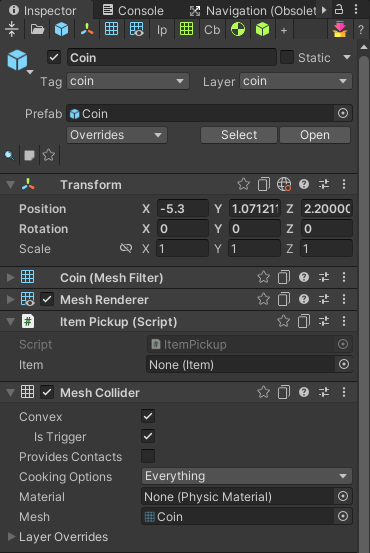 Inspector Console Navigation (Obsolet
Ip Cb + ?
Coin Static
Tag coin Layer coin
Prefab Coin
Overrides Select Open
Transform
Position X -5.3 Y 1.071211 Z 2.20000
Rotation X 0 Y 0 Z 0
Scale X 1 Y 1 Z 1
Coin (Mesh Filter)
Mesh Renderer
# Item Pickup (Script)
Script # ItemPickup
Item None (Item)
Mesh Collider
Convex
Is Trigger
Provides Contacts
Cooking Options Everything
Material None (Physic Material)
Mesh Coin
Layer Overrides